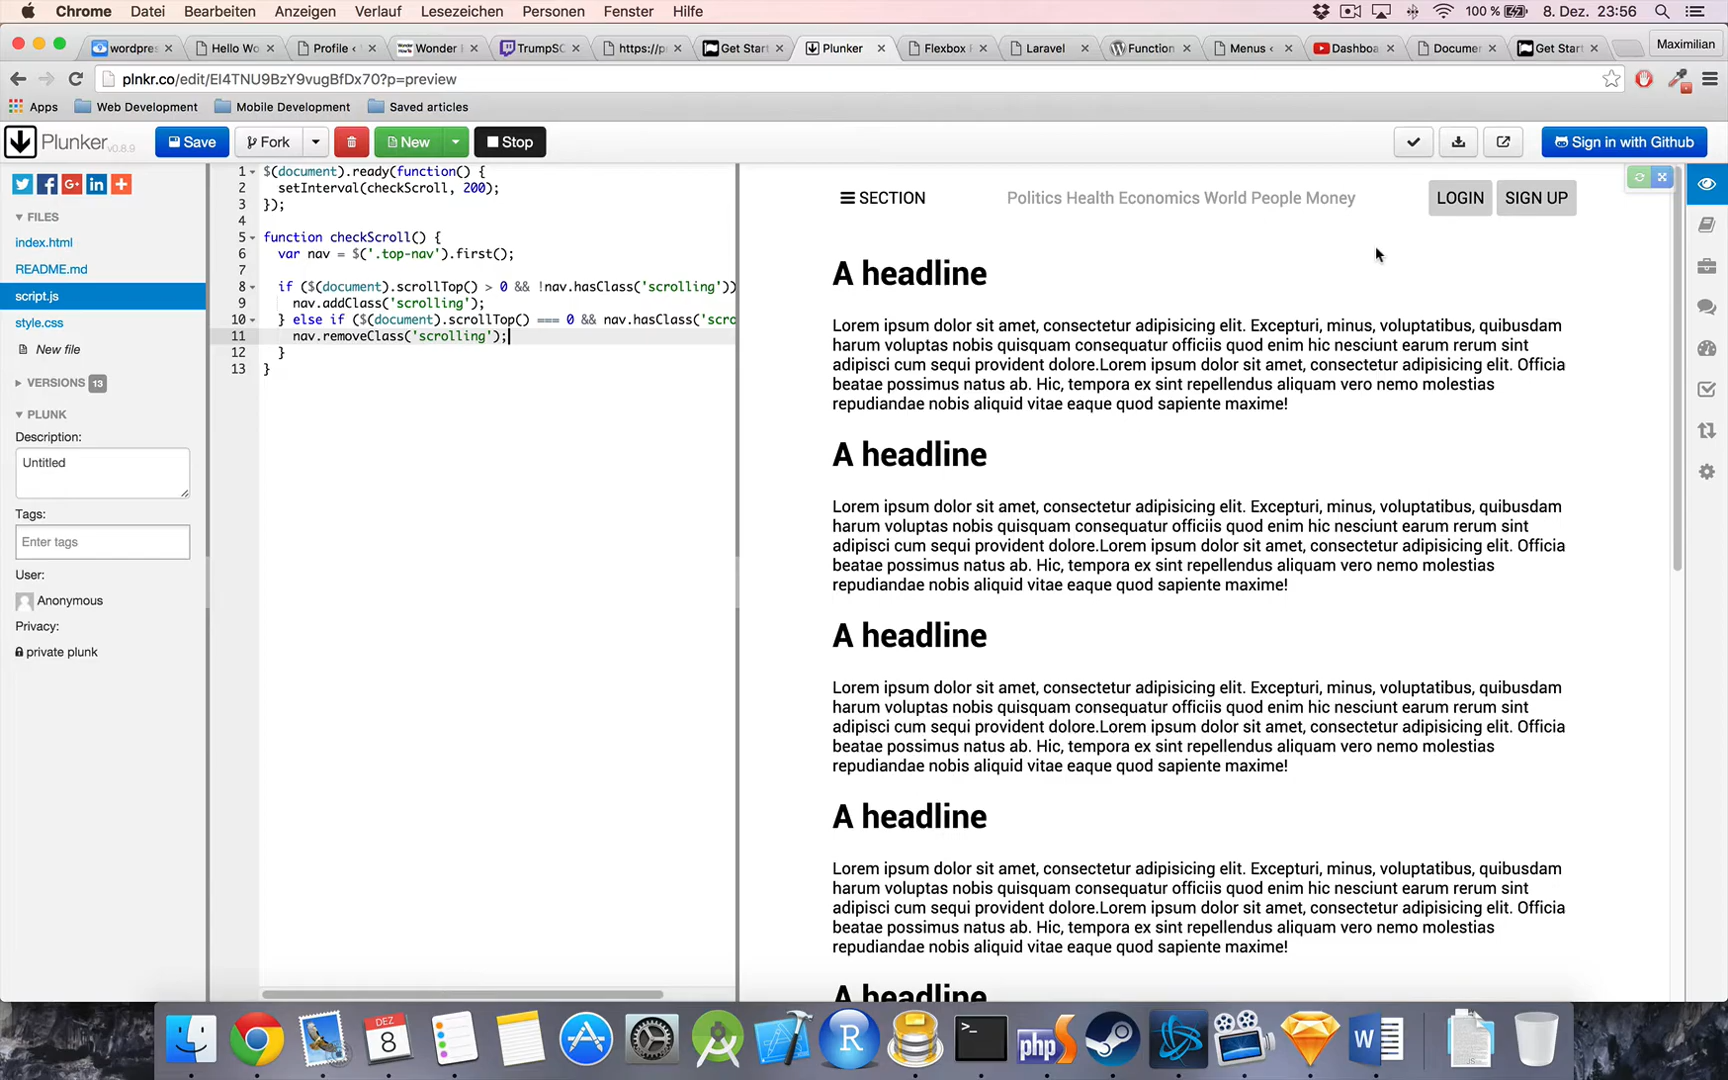 Chrome Datei Bearbeiten Anzeigen Verlauf Lesezeichen Personen Fenster Hilfe 100 % 8. Dez. 23:56
wordpres Hello Wo Profile ‹ Wonder TrumpSC https://p Get Start Plunker Flexbox Laravel Function Menus ‹ Dashboa Documen Get Start Maximilian
plnkr.co/edit/EI4TNU9BzY9vugBfDx70?p=preview
Apps Web Development Mobile Development Saved articles
Plunker v0.8.9 Save Fork New Stop Sign in with Github
FILES
index.html
README.md
script.js
style.css
New file
VERSIONS 13
PLUNK
Description:
Untitled
Tags:
Enter tags
User:
Anonymous
Privacy:
private plunk
1 $(document).ready(function() {
2 setInterval(checkScroll, 200);
3 });
4
5 function checkScroll() {
6 var nav = $('.top-nav').first();
7
8 if ($(document).scrollTop() > 0 && !nav.hasClass('scrolling'))
9 nav.addClass('scrolling');
10 } else if ($(document).scrollTop() === 0 && nav.hasClass('scro
11 nav.removeClass('scrolling');
12 }
13 }
SECTION Politics Health Economics World People Money LOGIN SIGN UP
A headline
Lorem ipsum dolor sit amet, consectetur adipisicing elit. Excepturi, minus, voluptatibus, quibusdam
harum voluptas nobis quisquam consequatur officiis quod enim hic nesciunt earum rerum sint
adipisci cum sequi provident dolore.Lorem ipsum dolor sit amet, consectetur adipisicing elit. Officia
beatae possimus natus ab. Hic, tempora ex sint repellendus aliquam vero nemo molestias
repudiandae nobis aliquid vitae eaque quod sapiente maxime!
A headline
Lorem ipsum dolor sit amet, consectetur adipisicing elit. Excepturi, minus, voluptatibus, quibusdam
harum voluptas nobis quisquam consequatur officiis quod enim hic nesciunt earum rerum sint
adipisci cum sequi provident dolore.Lorem ipsum dolor sit amet, consectetur adipisicing elit. Officia
beatae possimus natus ab. Hic, tempora ex sint repellendus aliquam vero nemo molestias
repudiandae nobis aliquid vitae eaque quod sapiente maxime!
A headline
Lorem ipsum dolor sit amet, consectetur adipisicing elit. Excepturi, minus, voluptatibus, quibusdam
harum voluptas nobis quisquam consequatur officiis quod enim hic nesciunt earum rerum sint
adipisci cum sequi provident dolore.Lorem ipsum dolor sit amet, consectetur adipisicing elit. Officia
beatae possimus natus ab. Hic, tempora ex sint repellendus aliquam vero nemo molestias
repudiandae nobis aliquid vitae eaque quod sapiente maxime!
A headline
Lorem ipsum dolor sit amet, consectetur adipisicing elit. Excepturi, minus, voluptatibus, quibusdam
harum voluptas nobis quisquam consequatur officiis quod enim hic nesciunt earum rerum sint
adipisci cum sequi provident dolore.Lorem ipsum dolor sit amet, consectetur adipisicing elit. Officia
beatae possimus natus ab. Hic, tempora ex sint repellendus aliquam vero nemo molestias
repudiandae nobis aliquid vitae eaque quod sapiente maxime!
A headline
DEZ
8
R
php
W